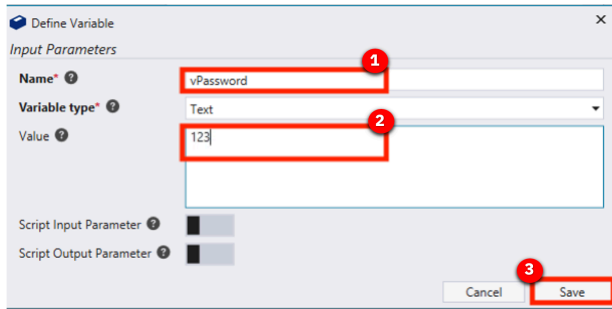 Define Variable
Input Parameters
1
Name* ?
vPassword
Variable type* ?
Text
2
Value ?
123
Script Input Parameter ?
Script Output Parameter ?
3
Cancel Save